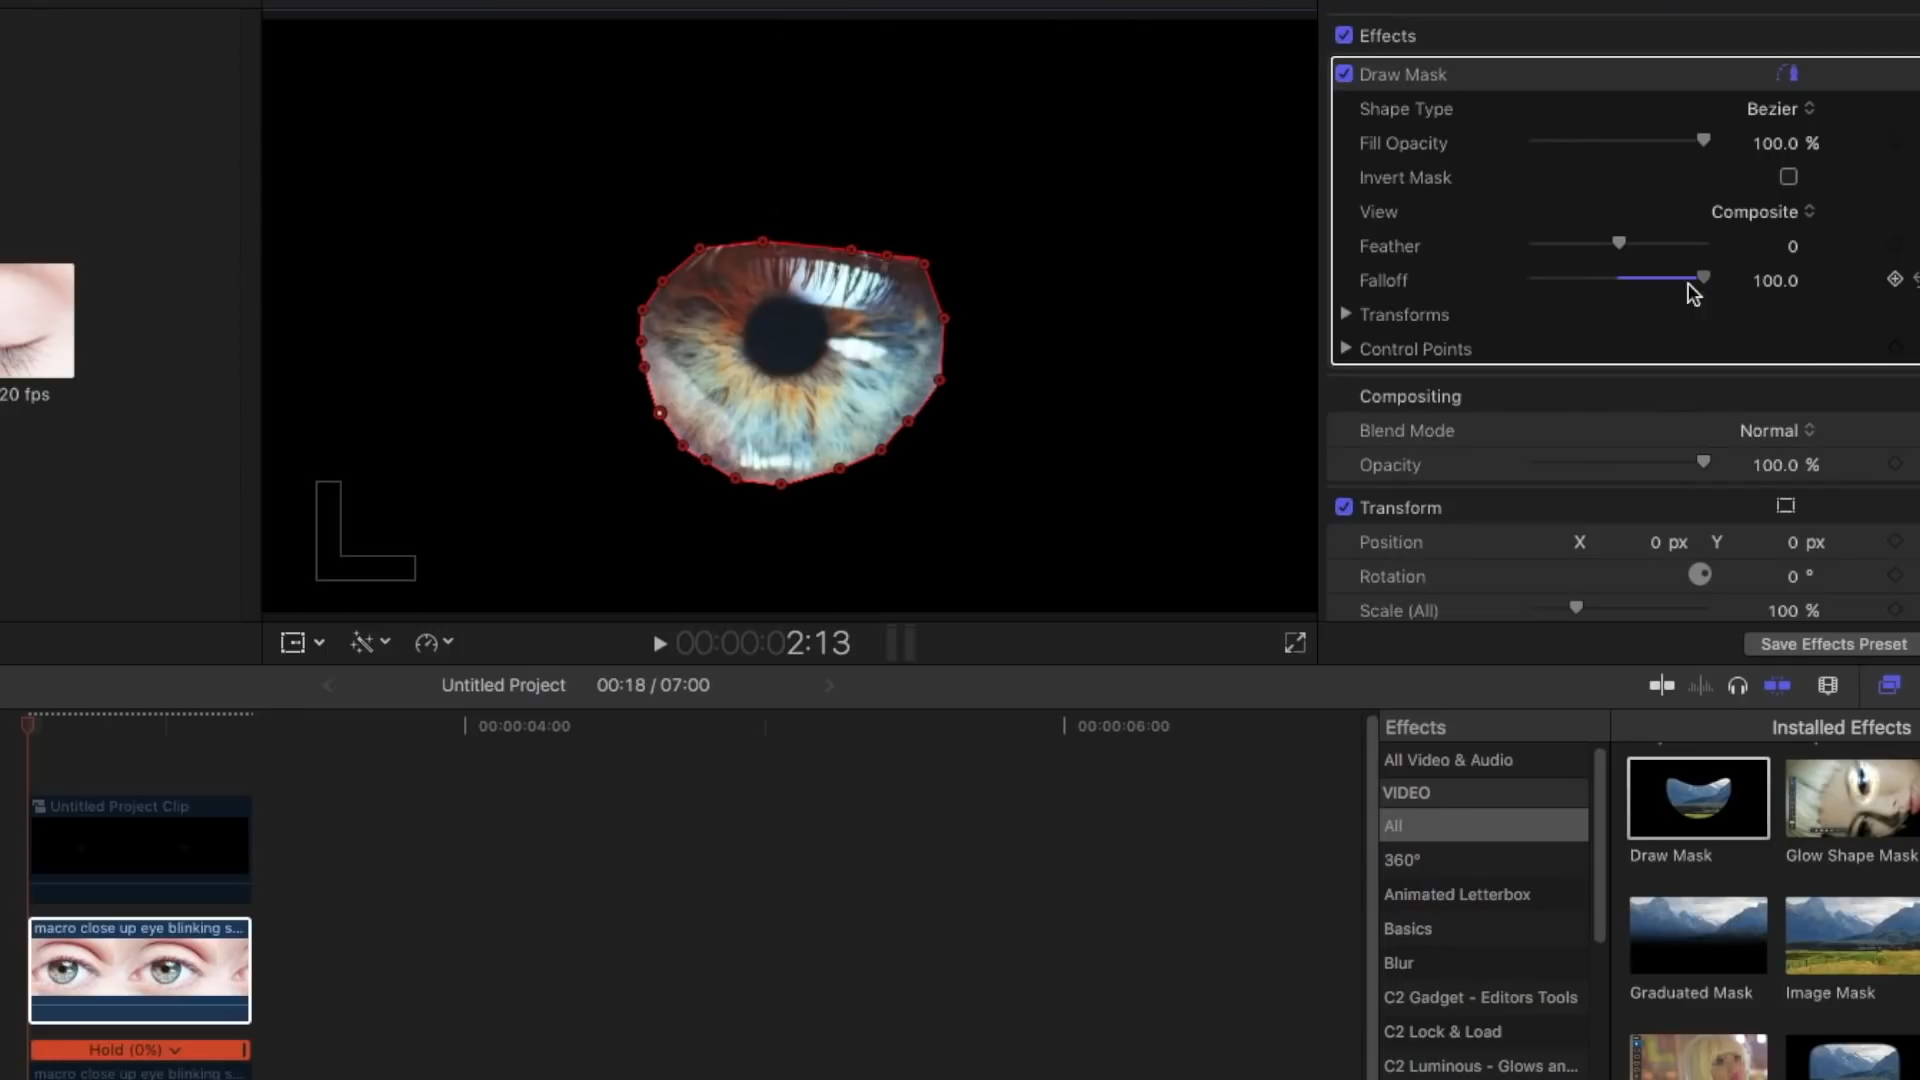 Effects
Draw Mask
Shape Type Bezier
Fill Opacity 100.0 %
Invert Mask
View Composite
Feather 0
Falloff 100.0
Transforms
Control Points
20 fps
Compositing
Blend Mode Normal
Opacity 100.0 %
Transform
Position X 0 px Y 0 px
Rotation 0 °
Scale (All) 100 %
00:00:02:13
Save Effects Preset
Untitled Project 00:18 / 07:00
00:00:04:00 00:00:06:00
Effects Installed Effects
All Video & Audio
VIDEO
All
360°
Animated Letterbox
Basics
Blur
C2 Gadget - Editors Tools
C2 Lock & Load
C2 Luminous - Glows an...
Draw Mask Glow Shape Mask
Graduated Mask Image Mask
Untitled Project Clip
macro close up eye blinking s...
Hold (0%)
macro close up eye blinking s...